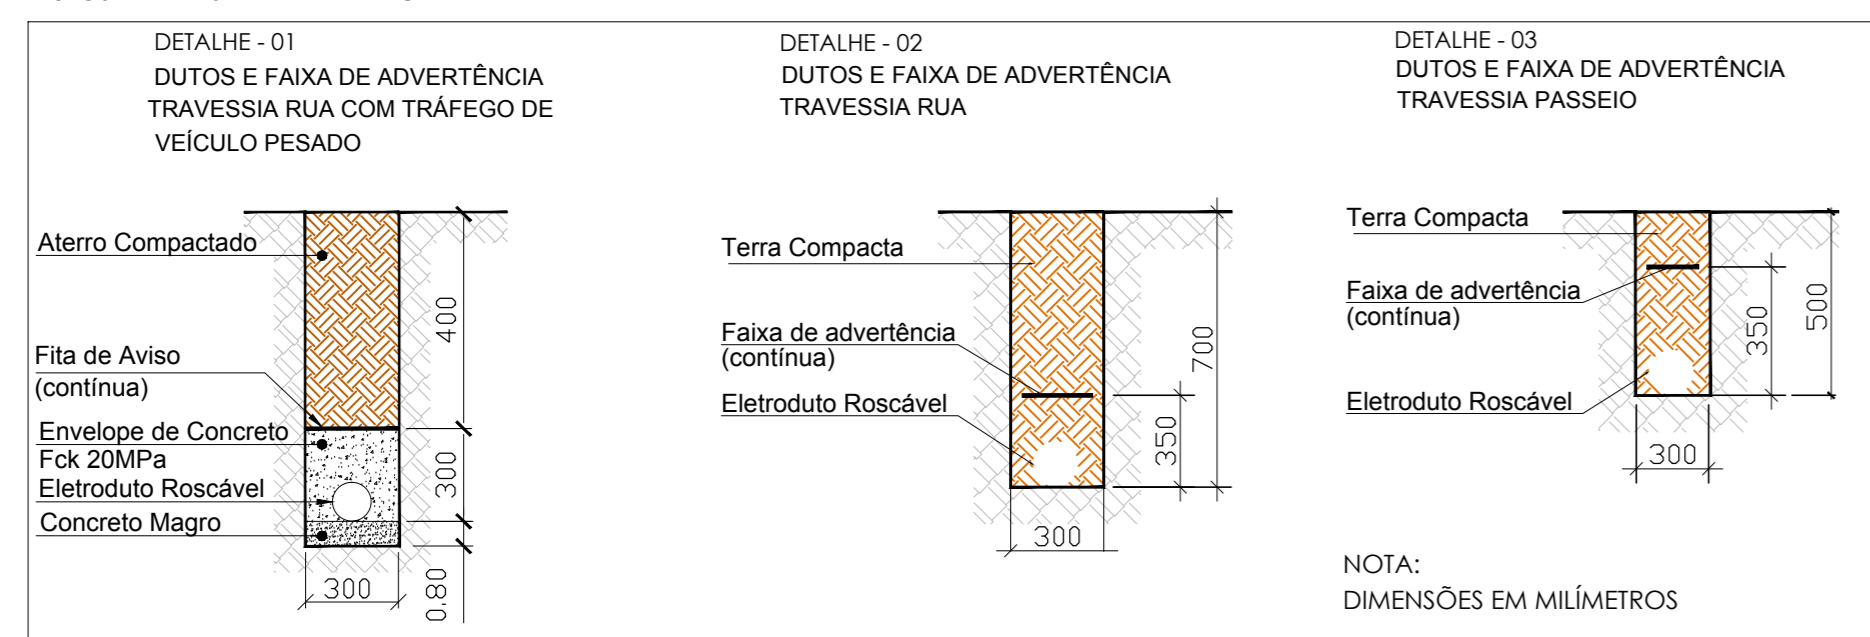 DETALHE - 01
DUTOS E FAIXA DE ADVERTÊNCIA
TRAVESSIA RUA COM TRÁFEGO DE
VEÍCULO PESADO
Aterro Compactado
Fita de Aviso
(contínua)
Envelope de Concreto
Fck 20MPa
Eletroduto Roscável
Concreto Magro
400
300
0.80
300
DETALHE - 02
DUTOS E FAIXA DE ADVERTÊNCIA
TRAVESSIA RUA
Terra Compacta
Faixa de advertência
(contínua)
Eletroduto Roscável
700
350
300
DETALHE - 03
DUTOS E FAIXA DE ADVERTÊNCIA
TRAVESSIA PASSEIO
Terra Compacta
Faixa de advertência
(contínua)
Eletroduto Roscável
350
500
300
NOTA:
DIMENSÕES EM MILÍMETROS